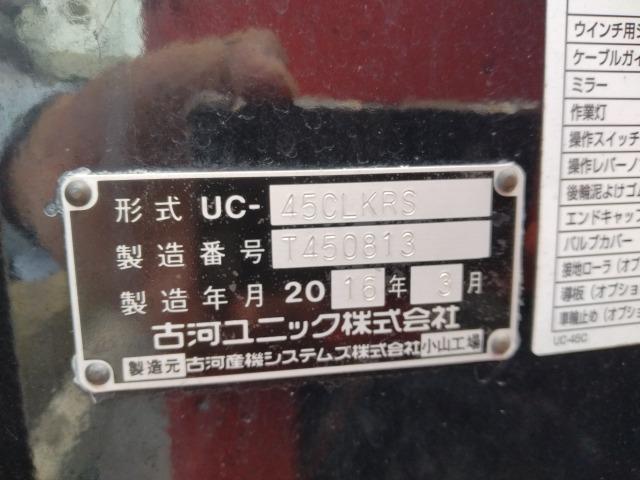 形式 UC- 45CLKRS
製造番号 T450813
製造年月 2016年 3月
古河ユニック株式会社
製造元 古河産機システムズ株式会社 小山工場
ウインチ用
ケーブルガイ
ミラー
作業灯
操作スイッチ
操作レバーノ
後輪泥よけゴ
エンドキャッ
バルブカバー
接地ローラ(オプ
導板(オプショ
車輪止め(オプショ
UC-45C